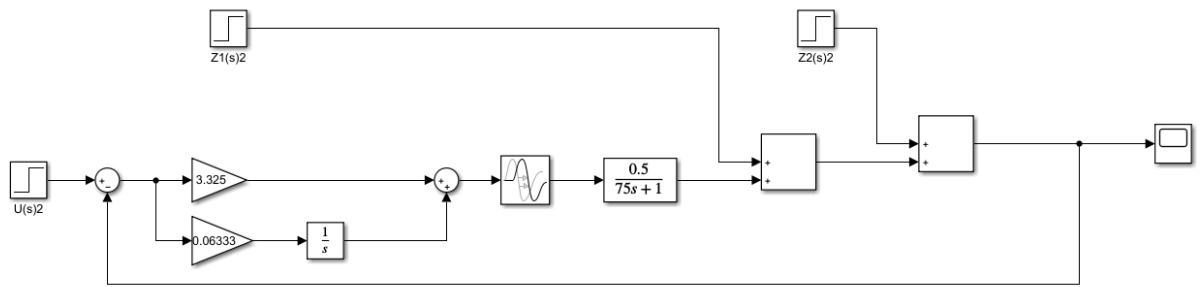 Z1(s)2
Z2(s)2
U(s)2
+
−
3.325
0.06333
1
s
+
+
0.5
75s + 1
+
+
+
+